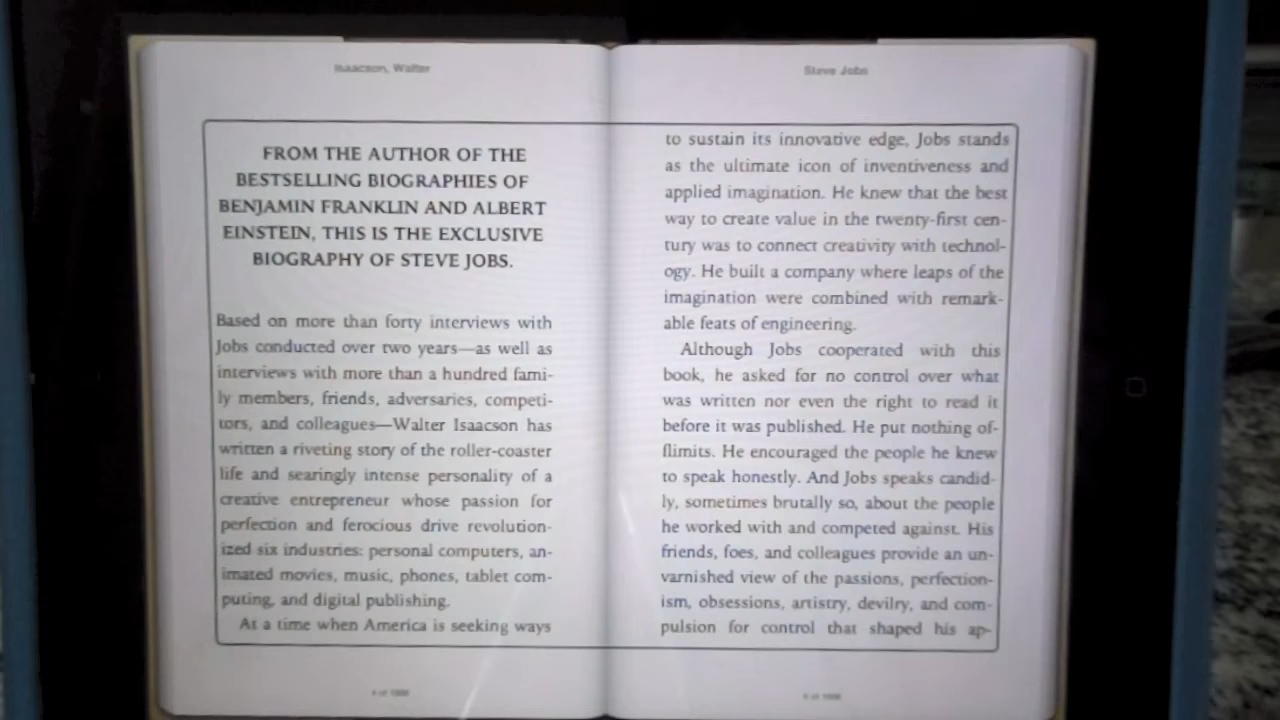 Isaacson, Walter
FROM THE AUTHOR OF THE
BESTSELLING BIOGRAPHIES OF
BENJAMIN FRANKLIN AND ALBERT
EINSTEIN, THIS IS THE EXCLUSIVE
BIOGRAPHY OF STEVE JOBS.
Based on more than forty interviews with
Jobs conducted over two years—as well as
interviews with more than a hundred fami-
ly members, friends, adversaries, competi-
tors, and colleagues—Walter Isaacson has
written a riveting story of the roller-coaster
life and searingly intense personality of a
creative entrepreneur whose passion for
perfection and ferocious drive revolution-
ized six industries: personal computers, an-
imated movies, music, phones, tablet com-
puting, and digital publishing.
At a time when America is seeking ways
Steve Jobs
to sustain its innovative edge, Jobs stands
as the ultimate icon of inventiveness and
applied imagination. He knew that the best
way to create value in the twenty-first cen-
tury was to connect creativity with technol-
ogy. He built a company where leaps of the
imagination were combined with remark-
able feats of engineering.
Although Jobs cooperated with this
book, he asked for no control over what
was written nor even the right to read it
before it was published. He put nothing of-
flimits. He encouraged the people he knew
to speak honestly. And Jobs speaks candid-
ly, sometimes brutally so, about the people
he worked with and competed against. His
friends, foes, and colleagues provide an un-
varnished view of the passions, perfection-
ism, obsessions, artistry, devilry, and com-
pulsion for control that shaped his ap-